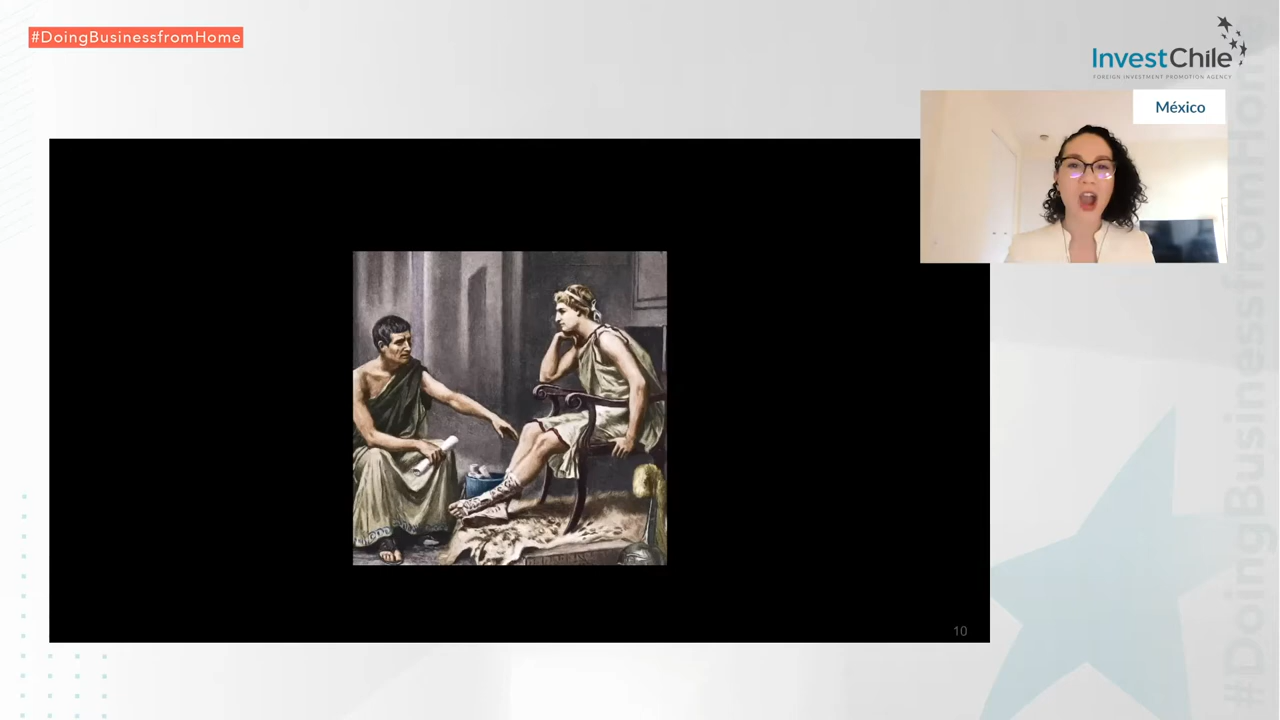 #DoingBusinessfromHome
InvestChile
FOREIGN INVESTMENT PROMOTION AGENCY
México
10
#DoingBusinessfromHome